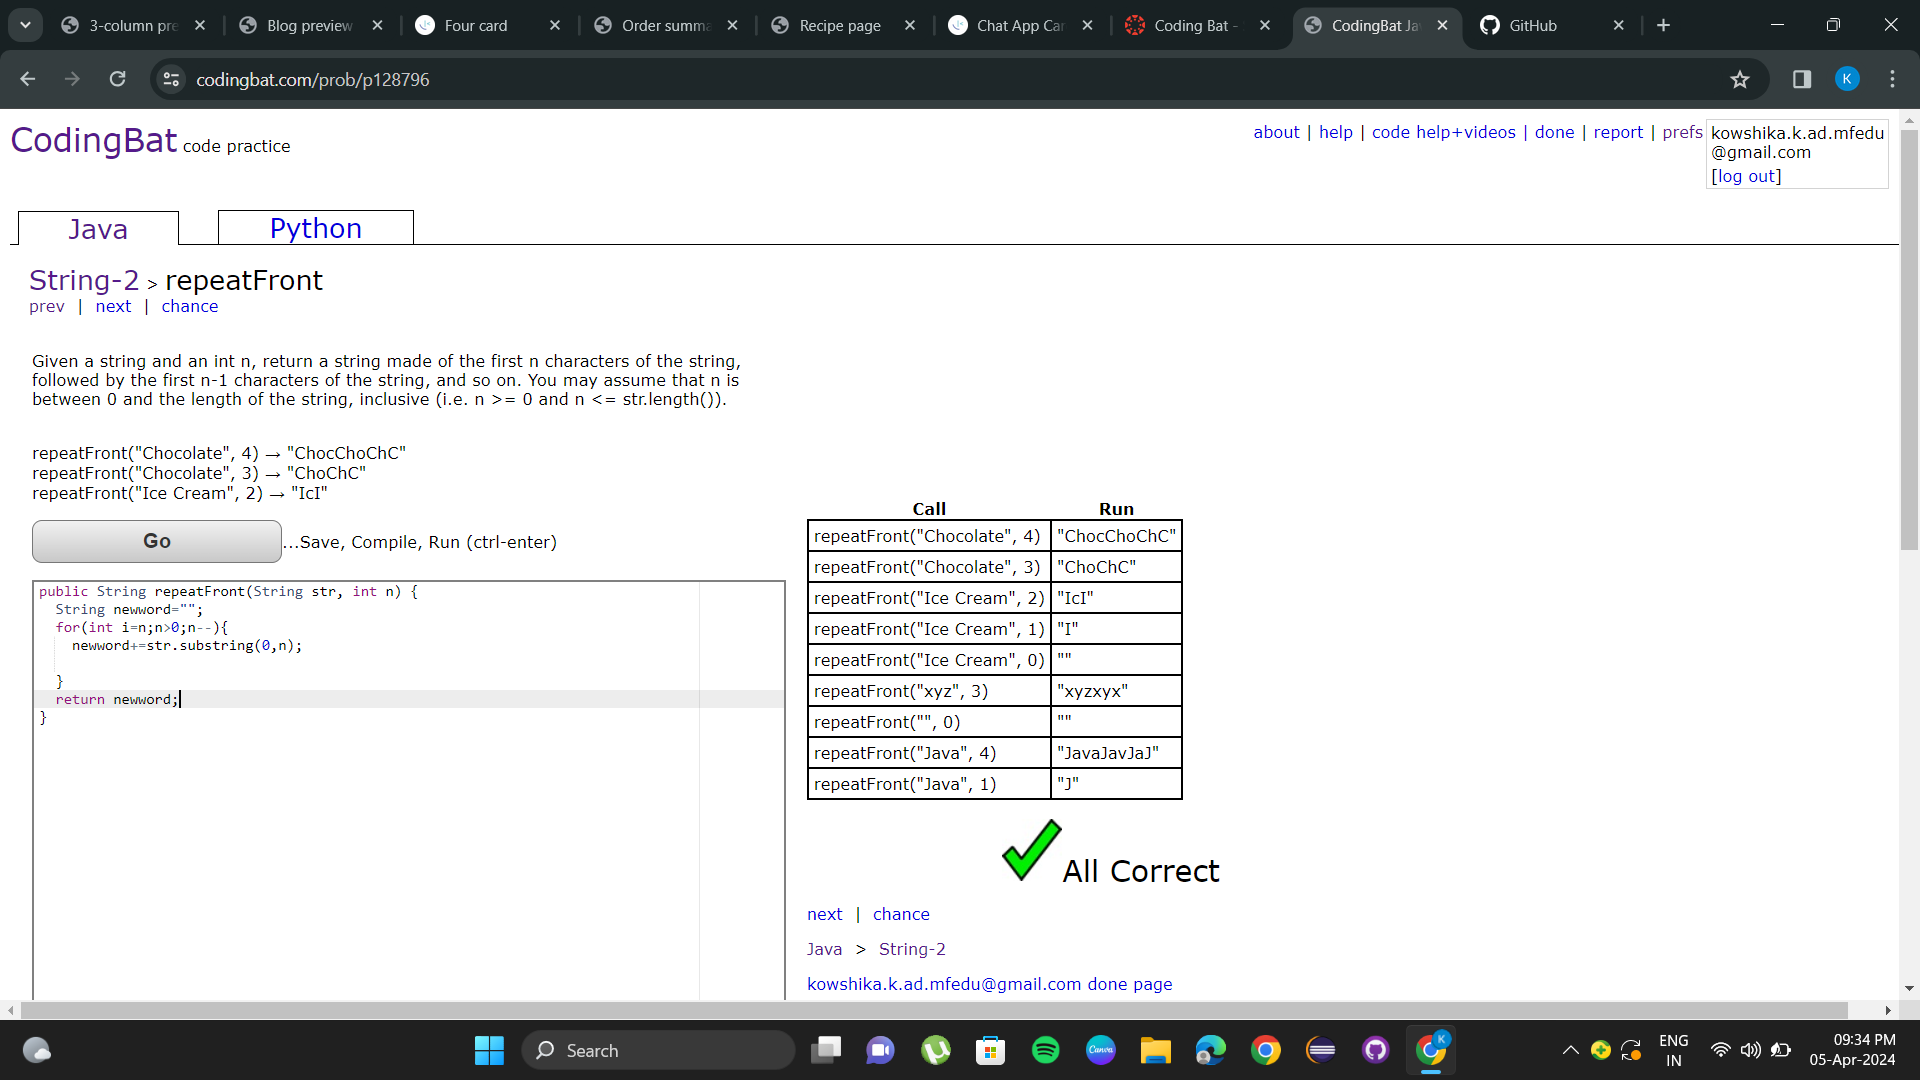 3-column pre
Blog preview
Four card
Order summa
Recipe page
Chat App Car
Coding Bat -
CodingBat Ja
GitHub
codingbat.com/prob/p128796
K
CodingBat code practice
about | help | code help+videos | done | report | prefs
kowshika.k.ad.mfedu
@gmail.com
[log out]
Java
Python
String-2 > repeatFront
prev | next | chance
Given a string and an int n, return a string made of the first n characters of the string,
followed by the first n-1 characters of the string, and so on. You may assume that n is
between 0 and the length of the string, inclusive (i.e. n >= 0 and n <= str.length()).
repeatFront("Chocolate", 4) → "ChocChoChC"
repeatFront("Chocolate", 3) → "ChoChC"
repeatFront("Ice Cream", 2) → "IcI"
Go
...Save, Compile, Run (ctrl-enter)
public String repeatFront(String str, int n) {
String newword="";
for(int i=n;n>0;n--){
newword+=str.substring(0,n);
}
return newword;
}
Call Run
repeatFront("Chocolate", 4) "ChocChoChC"
repeatFront("Chocolate", 3) "ChoChC"
repeatFront("Ice Cream", 2) "IcI"
repeatFront("Ice Cream", 1) "I"
repeatFront("Ice Cream", 0) ""
repeatFront("xyz", 3) "xyzxyx"
repeatFront("", 0) ""
repeatFront("Java", 4) "JavaJavJaJ"
repeatFront("Java", 1) "J"
All Correct
next | chance
Java > String-2
kowshika.k.ad.mfedu@gmail.com done page
Search
Canva
K
ENG
IN
09:34 PM
05-Apr-2024